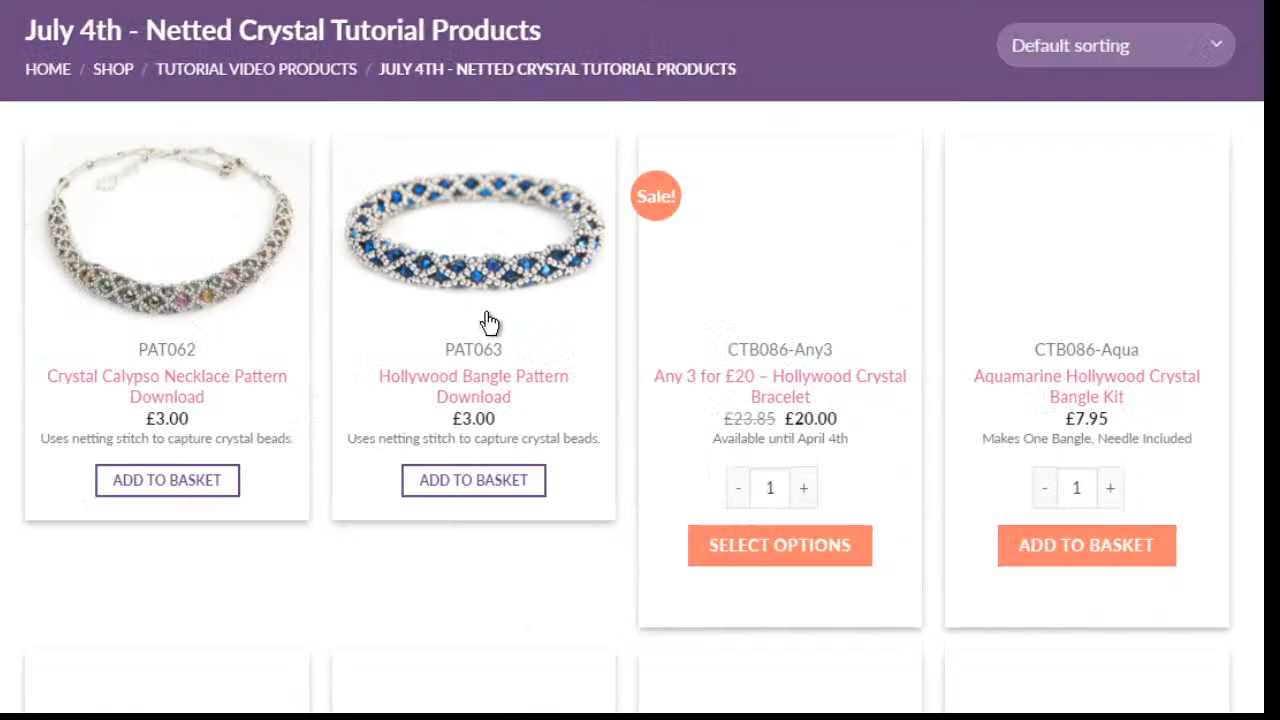 July 4th - Netted Crystal Tutorial Products
Default sorting
HOME / SHOP / TUTORIAL VIDEO PRODUCTS / JULY 4TH - NETTED CRYSTAL TUTORIAL PRODUCTS
PAT062
Crystal Calypso Necklace Pattern
Download
£3.00
Uses netting stitch to capture crystal beads.
ADD TO BASKET
PAT063
Hollywood Bangle Pattern
Download
£3.00
Uses netting stitch to capture crystal beads.
ADD TO BASKET
Sale!
CTB086-Any3
Any 3 for £20 – Hollywood Crystal
Bracelet
£23.85 £20.00
Available until April 4th
- 1 +
SELECT OPTIONS
CTB086-Aqua
Aquamarine Hollywood Crystal
Bangle Kit
£7.95
Makes One Bangle, Needle Included
- 1 +
ADD TO BASKET